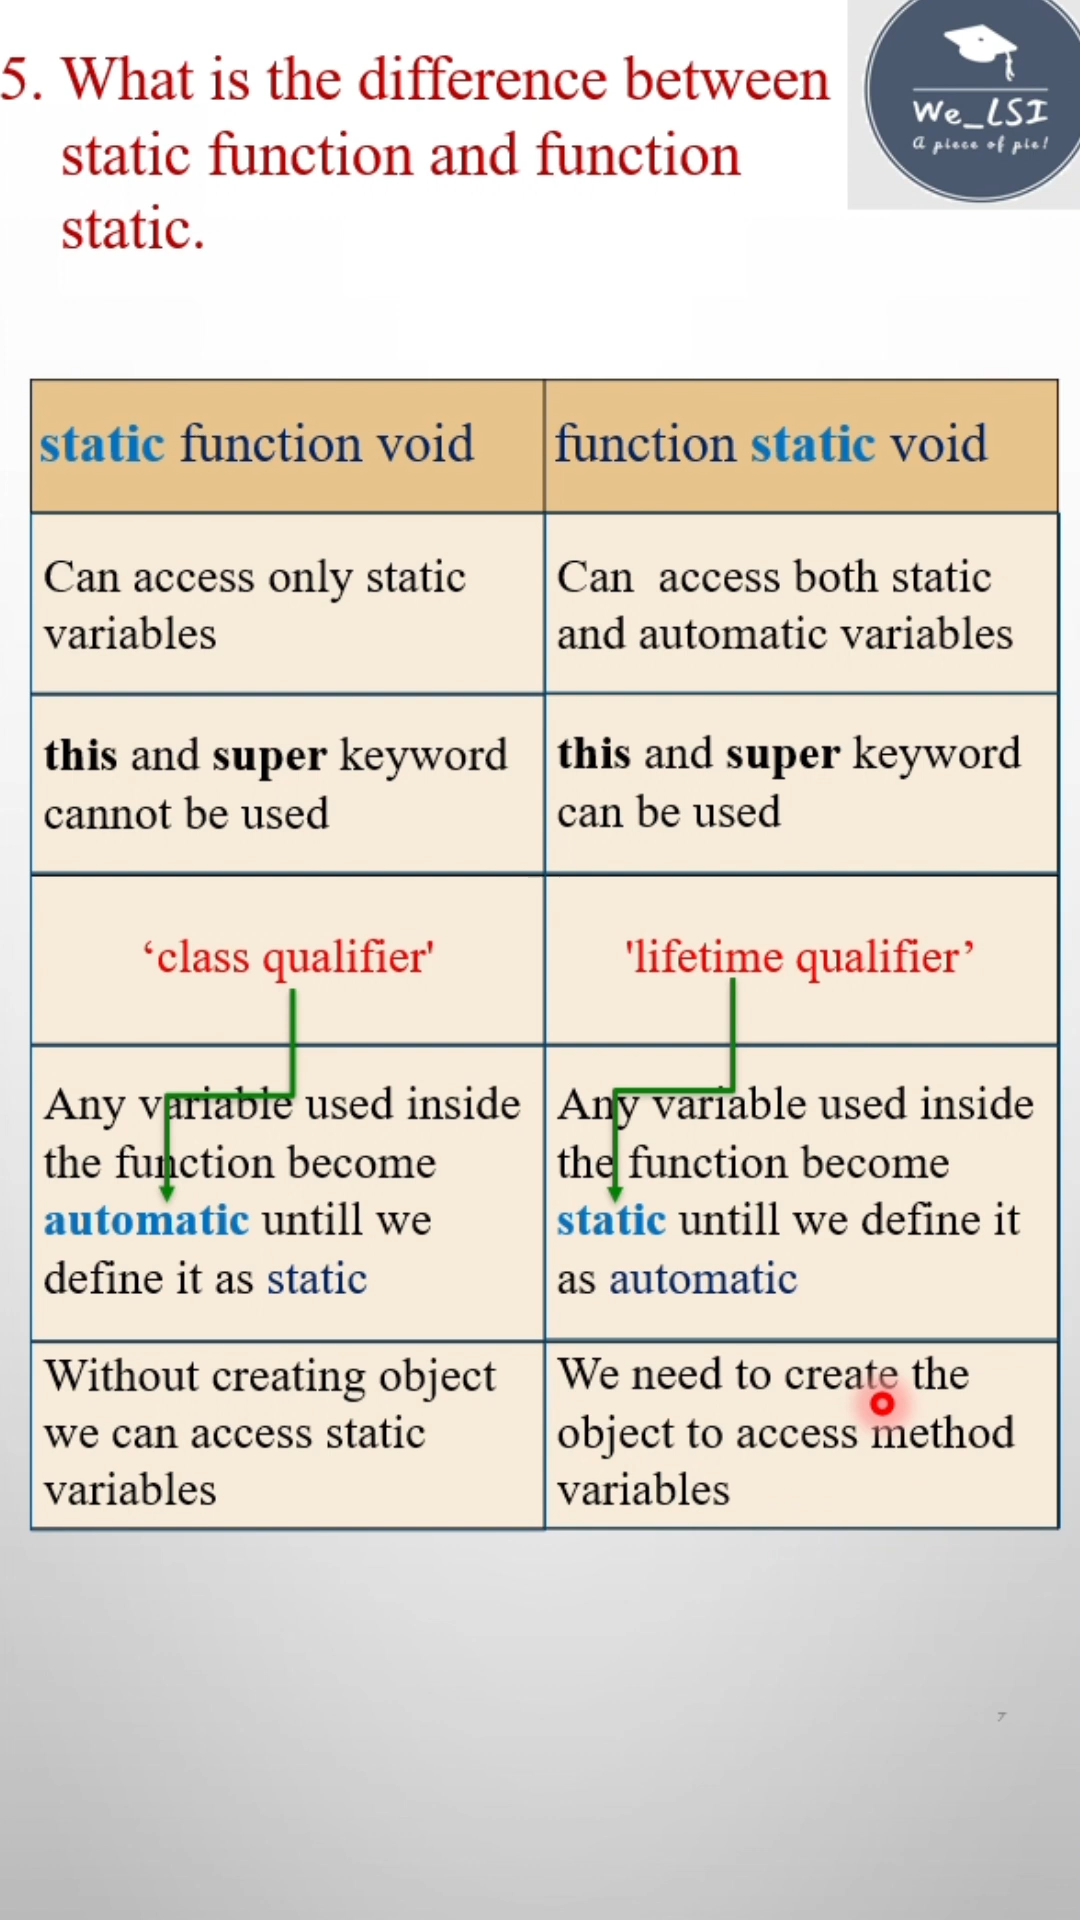 5. What is the difference between
static function and function
static.
We_LSI
A piece of pie!
static function void
function static void
Can access only static
variables
Can access both static
and automatic variables
this and super keyword
cannot be used
this and super keyword
can be used
‘class qualifier'
'lifetime qualifier’
Any variable used inside
the function become
automatic untill we
define it as static
Any variable used inside
the function become
static untill we define it
as automatic
Without creating object
we can access static
variables
We need to create the
object to access method
variables
7